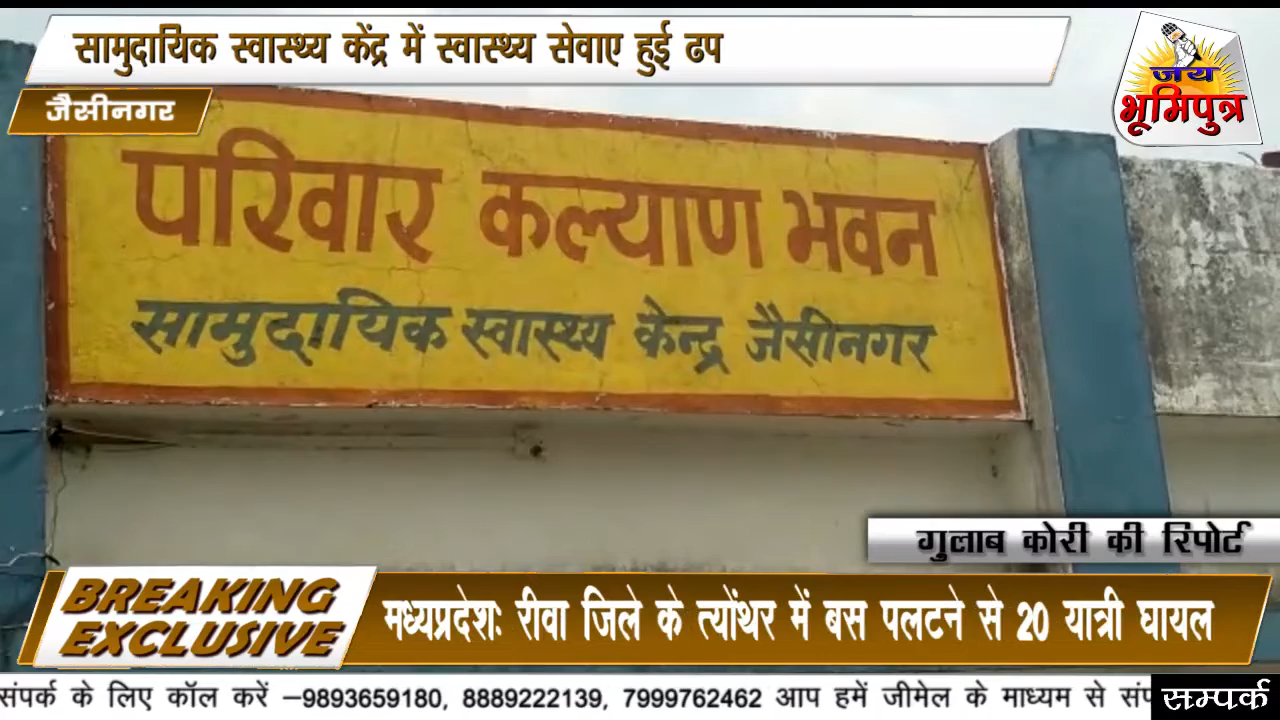 सामुदायिक स्वास्थ्य केंद्र में स्वास्थ्य सेवाए हुई ढप
जैसीनगर
जय
भूमिपुत्र
परिवार कल्याण भवन
सामुदायिक स्वास्थ्य केन्द्र जैसीनगर
गुलाब कोरी की रिपोर्ट
BREAKING
EXCLUSIVE
मध्यप्रदेश: रीवा जिले के त्योंथर में बस पलटने से 20 यात्री घायल
संपर्क के लिए कॉल करें –9893659180, 8889222139, 7999762462 आप हमें जीमेल के माध्यम से संप
सम्पर्क